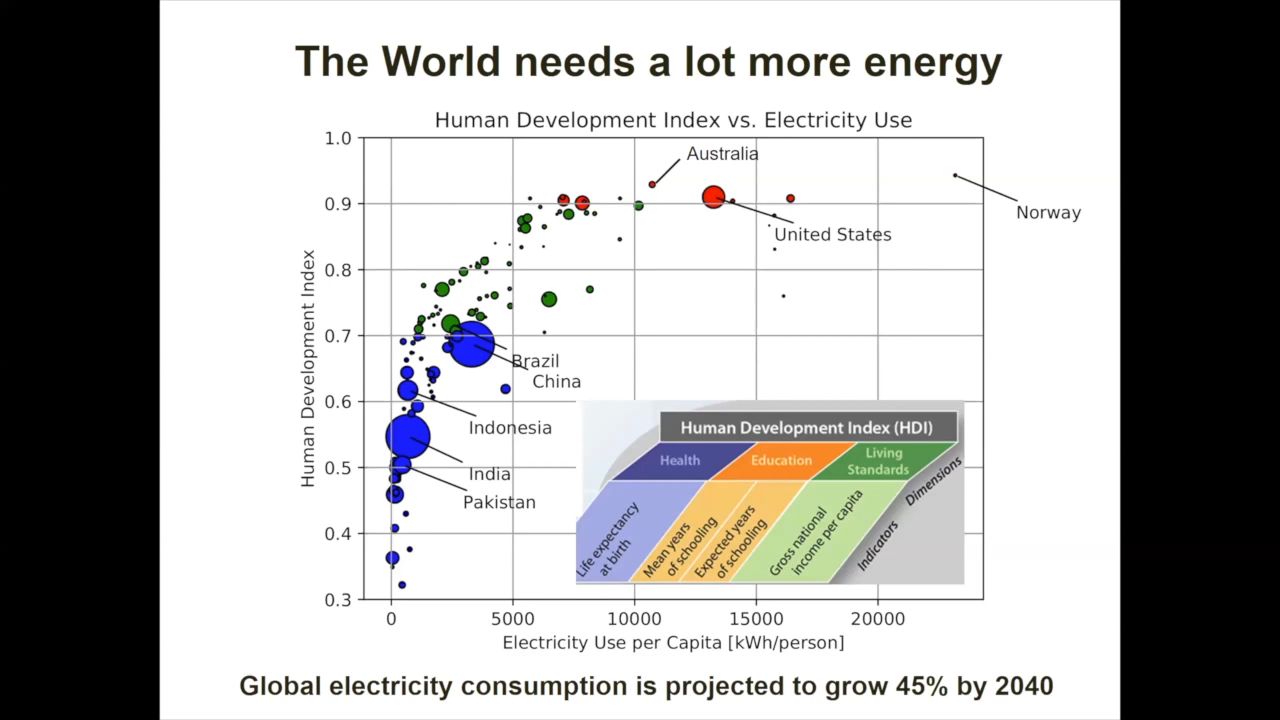 The World needs a lot more energy
Human Development Index vs. Electricity Use
1.0
0.9
0.8
0.7
0.6
0.5
0.4
0.3
Human Development Index
Australia
Norway
United States
Brazil
China
Indonesia
India
Pakistan
Human Development Index (HDI)
Health
Education
Living
Standards
Dimensions
Life expectancy
at birth
Mean years
of schooling
Expected years
of schooling
Gross national
income per capita
Indicators
0
5000
10000
15000
20000
Electricity Use per Capita [kWh/person]
Global electricity consumption is projected to grow 45% by 2040